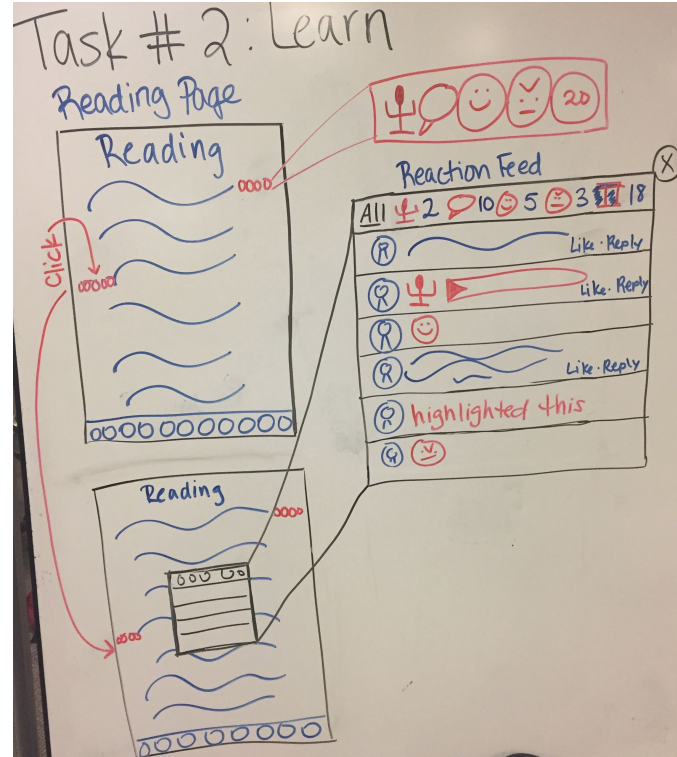 Task # 2: Learn
Reading Page
Reading
20
Reaction Feed
X
All 2 10 5 3 18
Like · Reply
Click
Like · Reply
Like · Reply
highlighted this
Reading